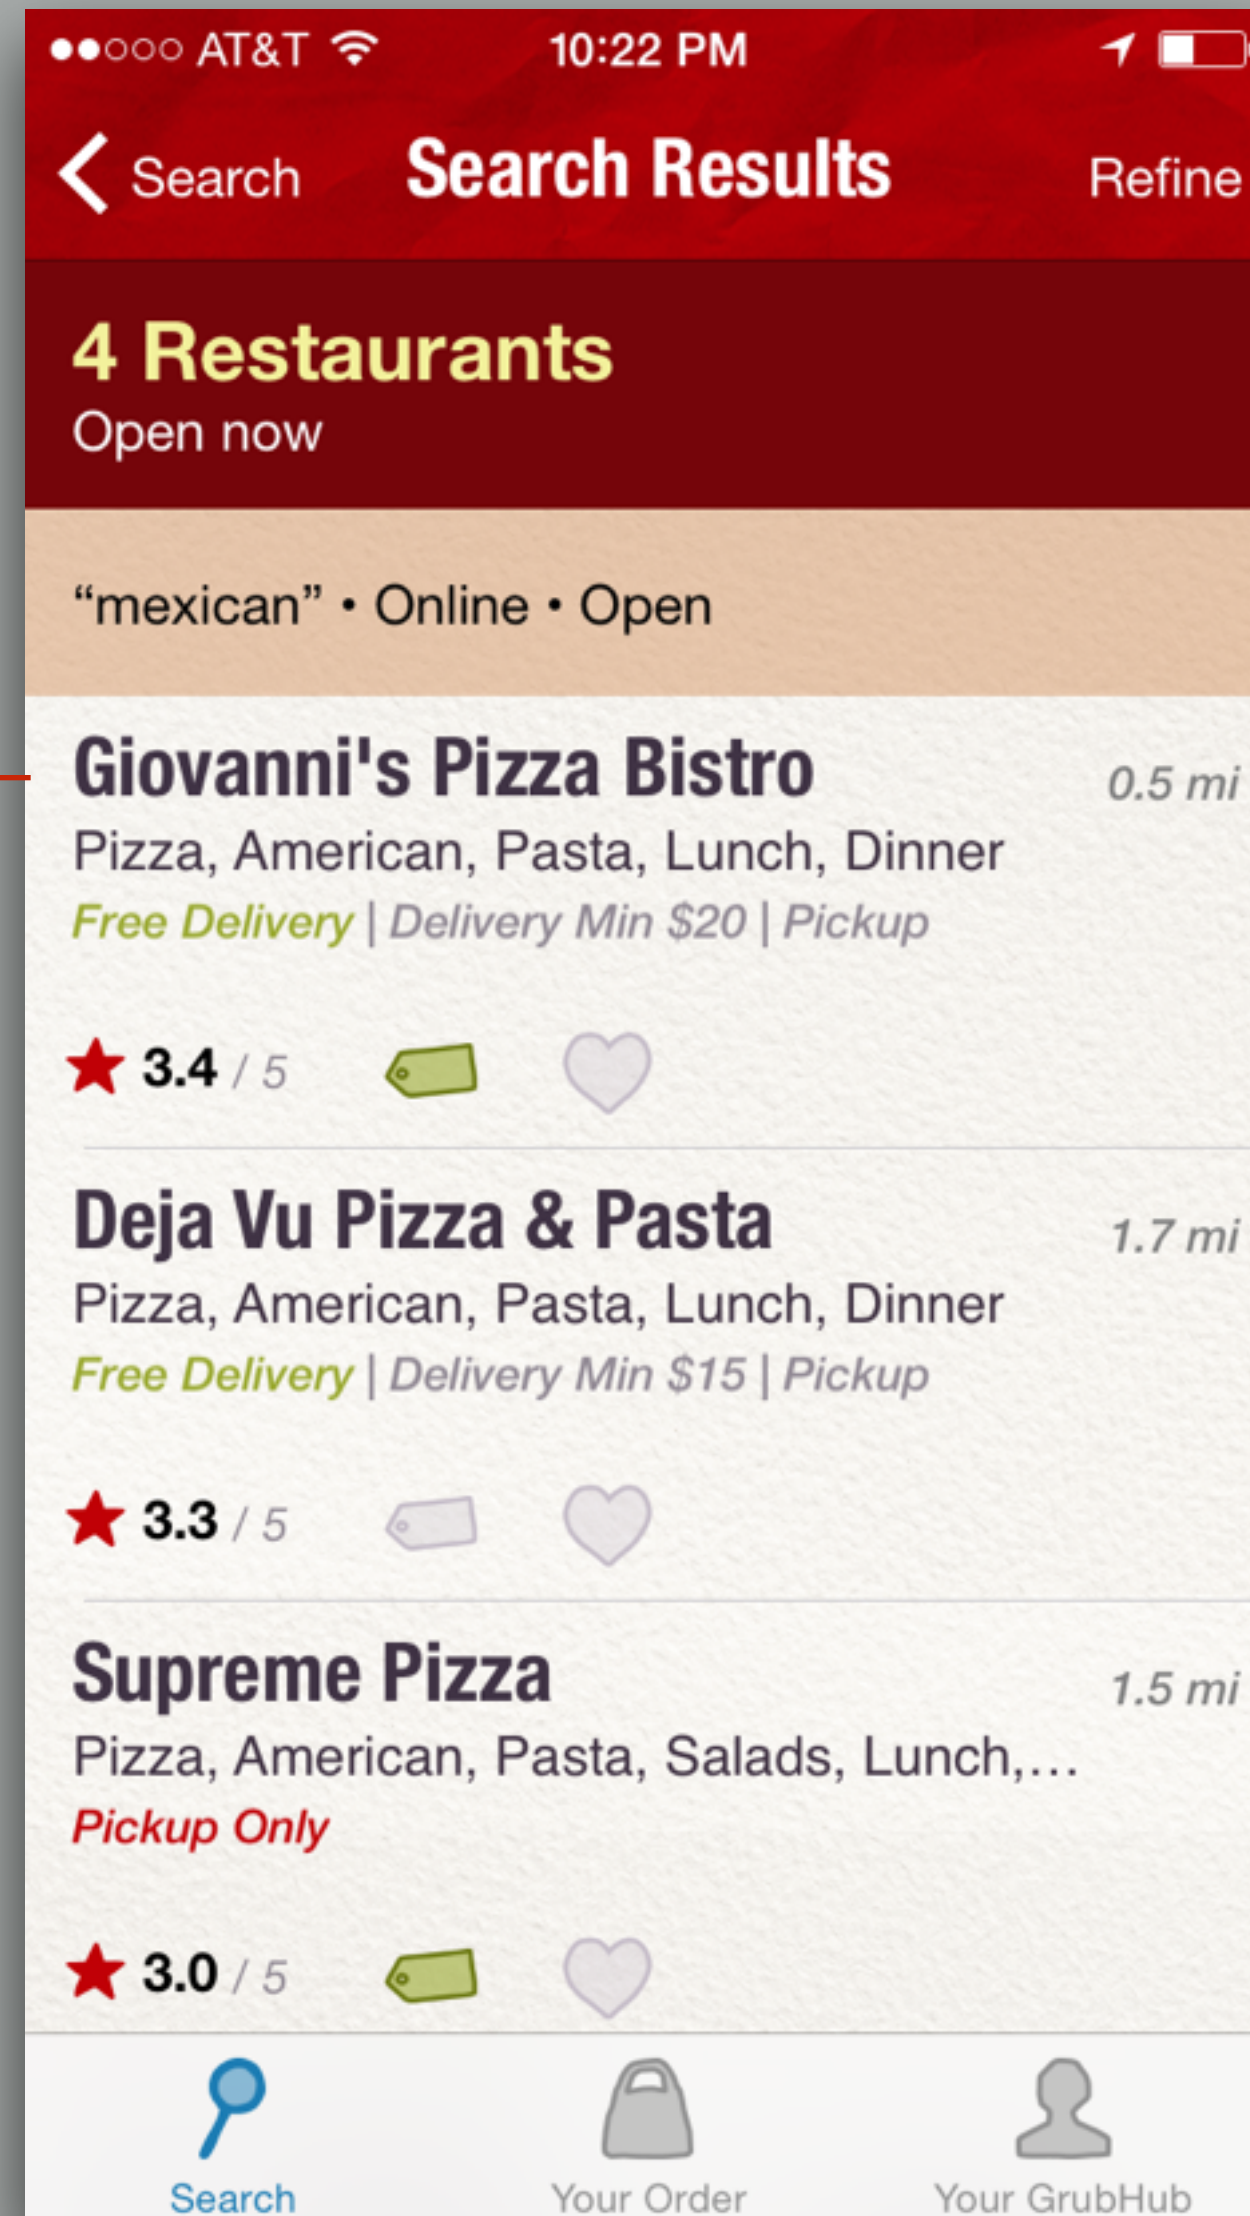 AT&T 10:22 PM
Search Search Results Refine
4 Restaurants
Open now
“mexican” • Online • Open
Giovanni's Pizza Bistro 0.5 mi
Pizza, American, Pasta, Lunch, Dinner
Free Delivery | Delivery Min $20 | Pickup
3.4 / 5
Deja Vu Pizza & Pasta 1.7 mi
Pizza, American, Pasta, Lunch, Dinner
Free Delivery | Delivery Min $15 | Pickup
3.3 / 5
Supreme Pizza 1.5 mi
Pizza, American, Pasta, Salads, Lunch,...
Pickup Only
3.0 / 5
Search Your Order Your GrubHub